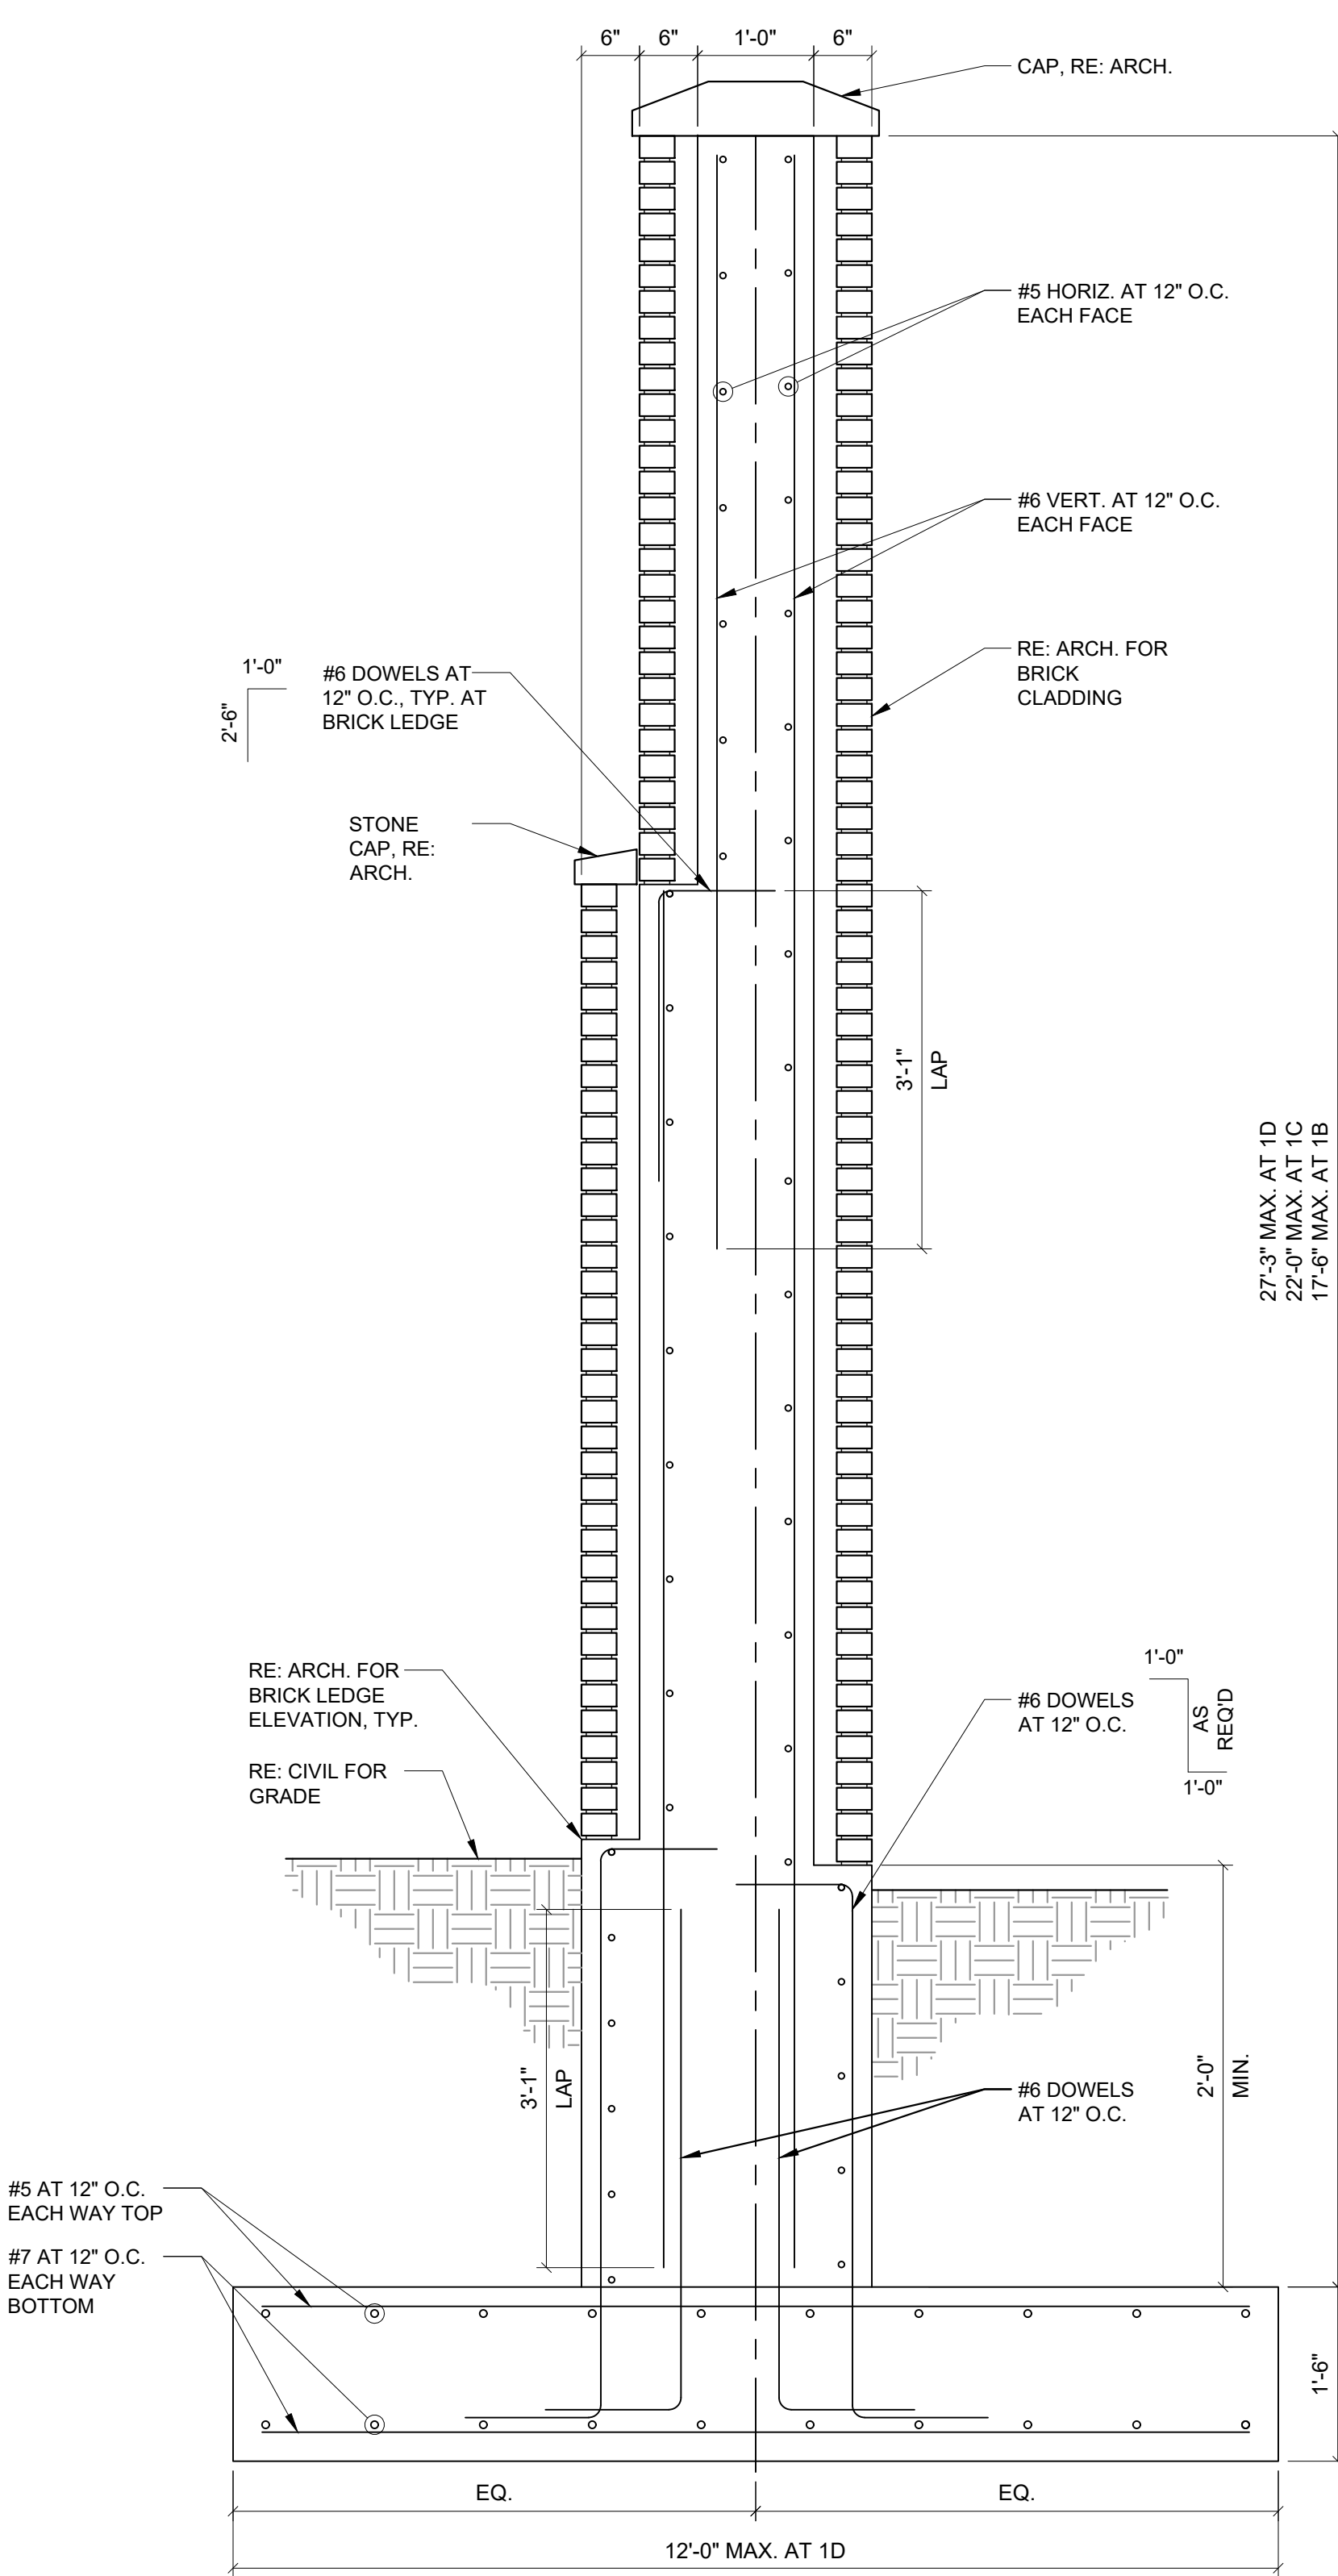 6" 6" 1'-0" 6"
CAP, RE: ARCH.
#5 HORIZ. AT 12" O.C.
EACH FACE
#6 VERT. AT 12" O.C.
EACH FACE
RE: ARCH. FOR
BRICK
CLADDING
1'-0"
2'-6"
#6 DOWELS AT
12" O.C., TYP. AT
BRICK LEDGE
STONE
CAP, RE:
ARCH.
3'-1"
LAP
27'-3" MAX. AT 1D
22'-0" MAX. AT 1C
17'-6" MAX. AT 1B
RE: ARCH. FOR
BRICK LEDGE
ELEVATION, TYP.
RE: CIVIL FOR
GRADE
#6 DOWELS
AT 12" O.C.
1'-0"
AS
REQ'D
1'-0"
3'-1"
LAP
2'-0"
MIN.
#6 DOWELS
AT 12" O.C.
#5 AT 12" O.C.
EACH WAY TOP
#7 AT 12" O.C.
EACH WAY
BOTTOM
1'-6"
EQ. EQ.
12'-0" MAX. AT 1D